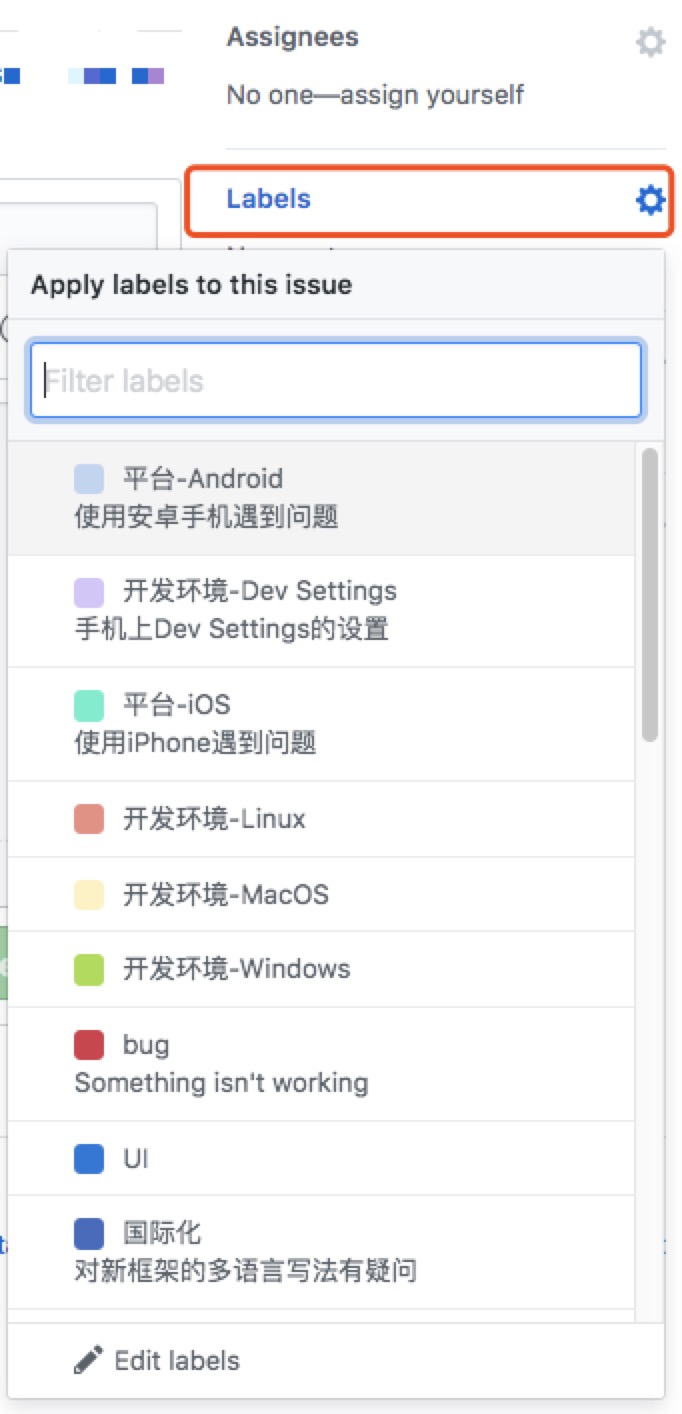 Assignees
No one—assign yourself
Labels
Apply labels to this issue
Filter labels
平台-Android
使用安卓手机遇到问题
开发环境-Dev Settings
手机上Dev Settings的设置
平台-iOS
使用iPhone遇到问题
开发环境-Linux
开发环境-MacOS
开发环境-Windows
bug
Something isn't working
UI
国际化
对新框架的多语言写法有疑问
Edit labels